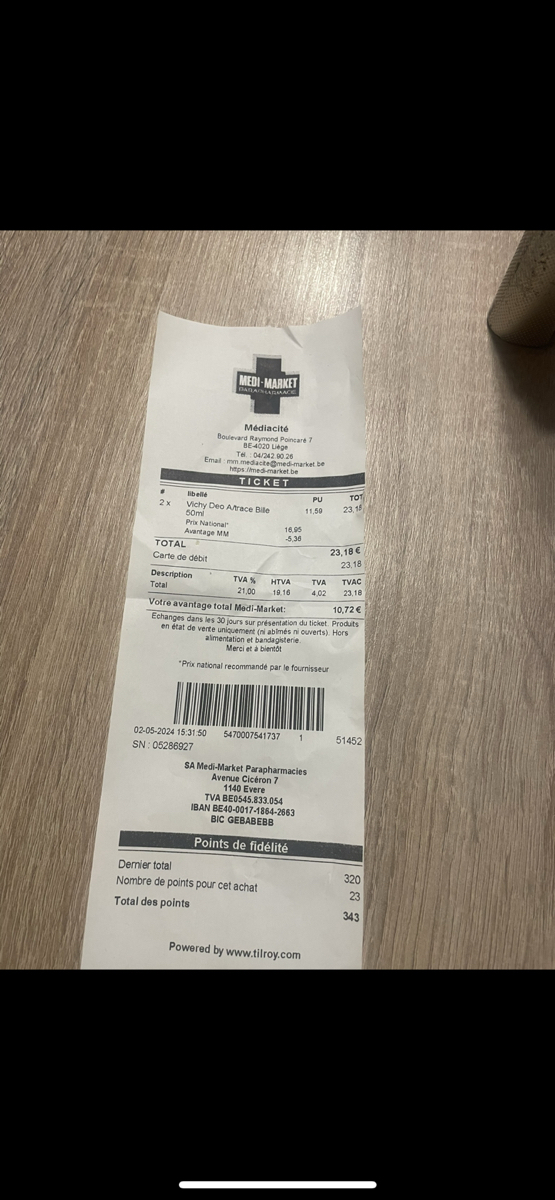 MEDI-MARKET
PARAPHARMACIE
Médiacité
Boulevard Raymond Poincaré 7
BE-4020 Liège
Tél. : 04/242.90.26
Email : mm.mediacite@medi-market.be
https://medi-market.be
TICKET
# libellé PU TOT
2 x Vichy Deo A/trace Bille 11,59 23,18
50ml
Prix National* 16,95
Avantage MM -5,36
TOTAL 23,18 €
Carte de débit 23,18
Description TVA % HTVA TVA TVAC
Total 21,00 19,16 4,02 23,18
Votre avantage total Medi-Market: 10,72 €
Echanges dans les 30 jours sur présentation du ticket. Produits
en état de vente uniquement (ni abîmés ni ouverts). Hors
alimentation et bandagisterie.
Merci et à bientôt
*Prix national recommandé par le fournisseur
02-05-2024 15:31:50 5470007541737 1 51452
SN : 05286927
SA Medi-Market Parapharmacies
Avenue Cicéron 7
1140 Evere
TVA BE0545.833.054
IBAN BE40-0017-1864-2663
BIC GEBABEBB
Points de fidélité
Dernier total 320
Nombre de points pour cet achat 23
Total des points 343
Powered by www.tilroy.com